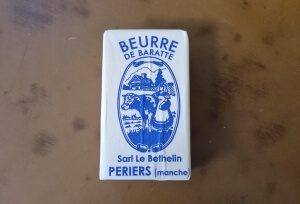 BEURRE
DE BARATTE
Sarl Le Bethelin
PERIERS (manche)